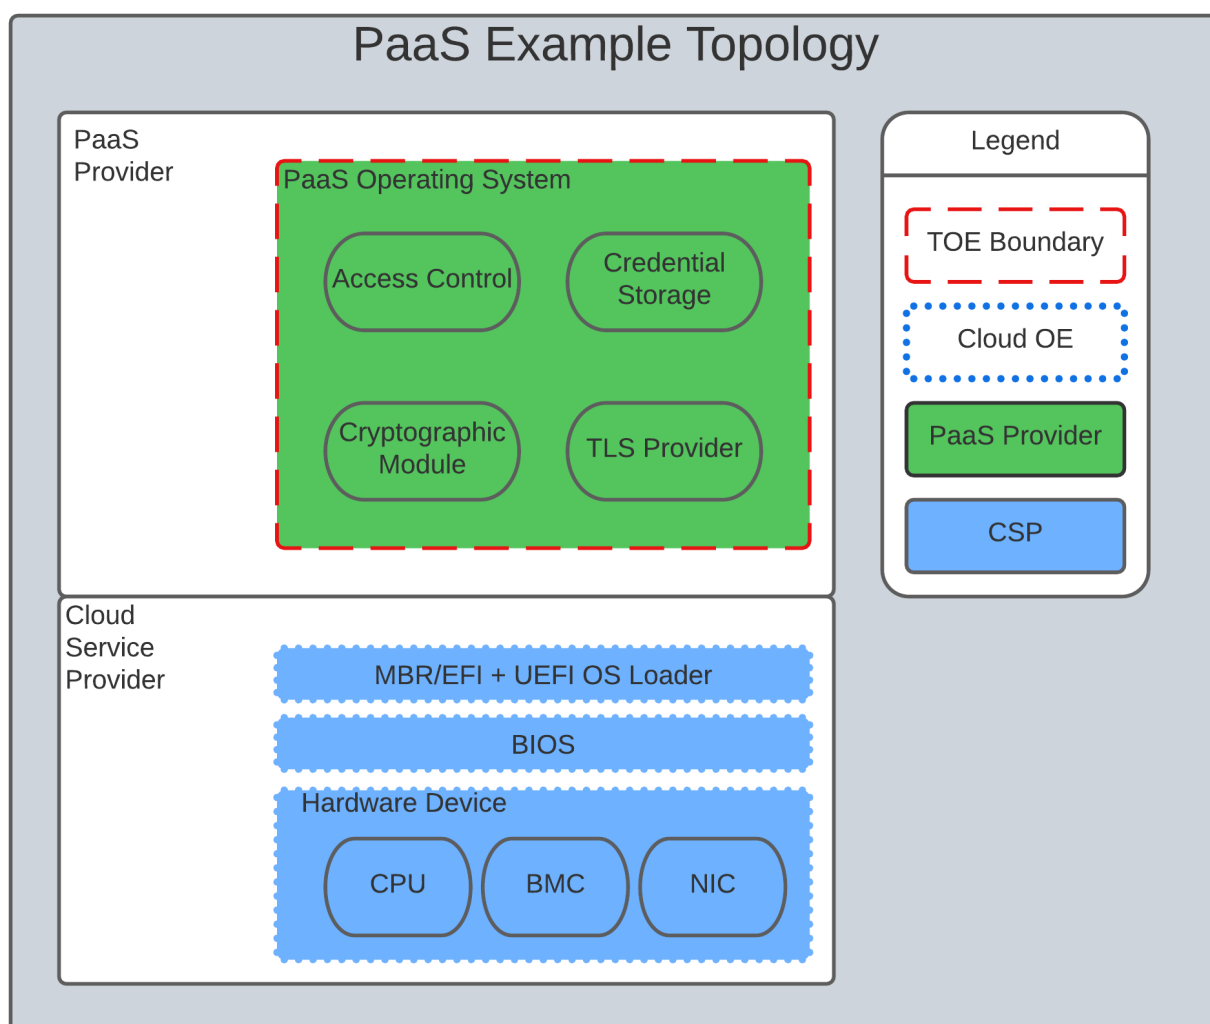 PaaS Example Topology
PaaS
Provider
PaaS Operating System
Access Control
Credential
Storage
Cryptographic
Module
TLS Provider
Legend
TOE Boundary
Cloud OE
PaaS Provider
CSP
Cloud
Service
Provider
MBR/EFI + UEFI OS Loader
BIOS
Hardware Device
CPU
BMC
NIC